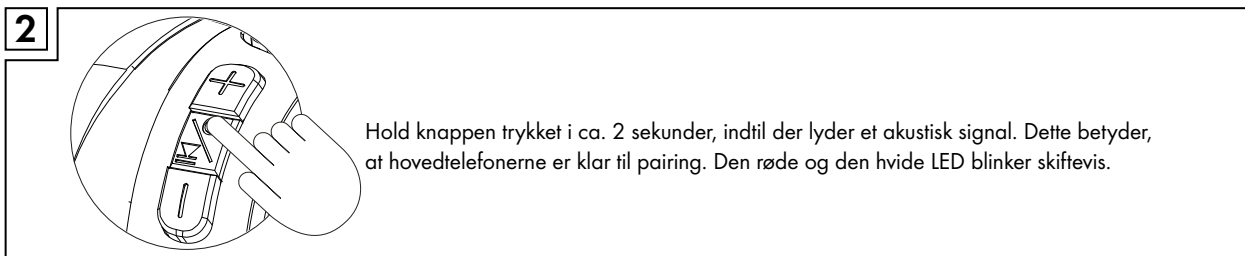 2
Hold knappen trykket i ca. 2 sekunder, indtil der lyder et akustisk signal. Dette betyder,
at hovedtelefonerne er klar til pairing. Den røde og den hvide LED blinker skiftevis.